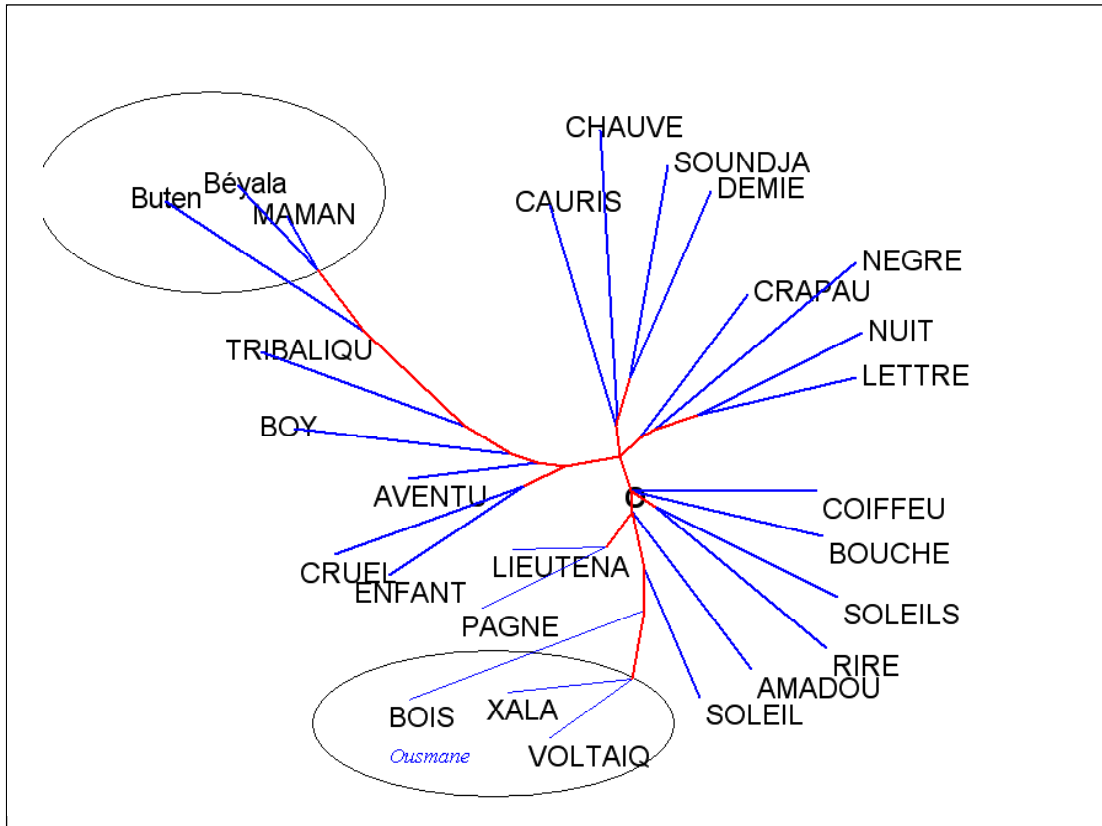 CHAUVE
SOUNDJA
DEMIE
Buten
Bévala
CAURIS
MAMAN
NEGRE
CRAPAU
NUIT
TRIBALIQU
LETTRE
BOY
AVENTU
O
COIFFEU
BOUCHE
CRUEL
LIEUTENA
ENFANT
SOLEILS
PAGNE
RIRE
AMADOU
BOIS
XALA
SOLEIL
Ousmane
VOLTAIQ